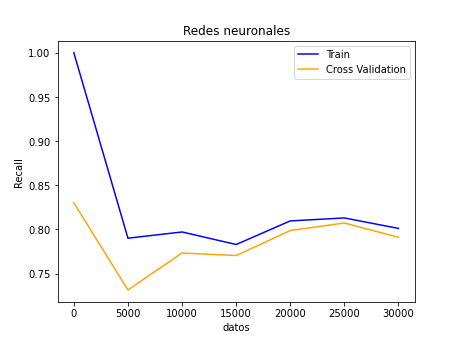 Redes neuronales
Train
Cross Validation
1.00
0.95
0.90
0.85
0.80
0.75
Recall
0 5000 10000 15000 20000 25000 30000
datos